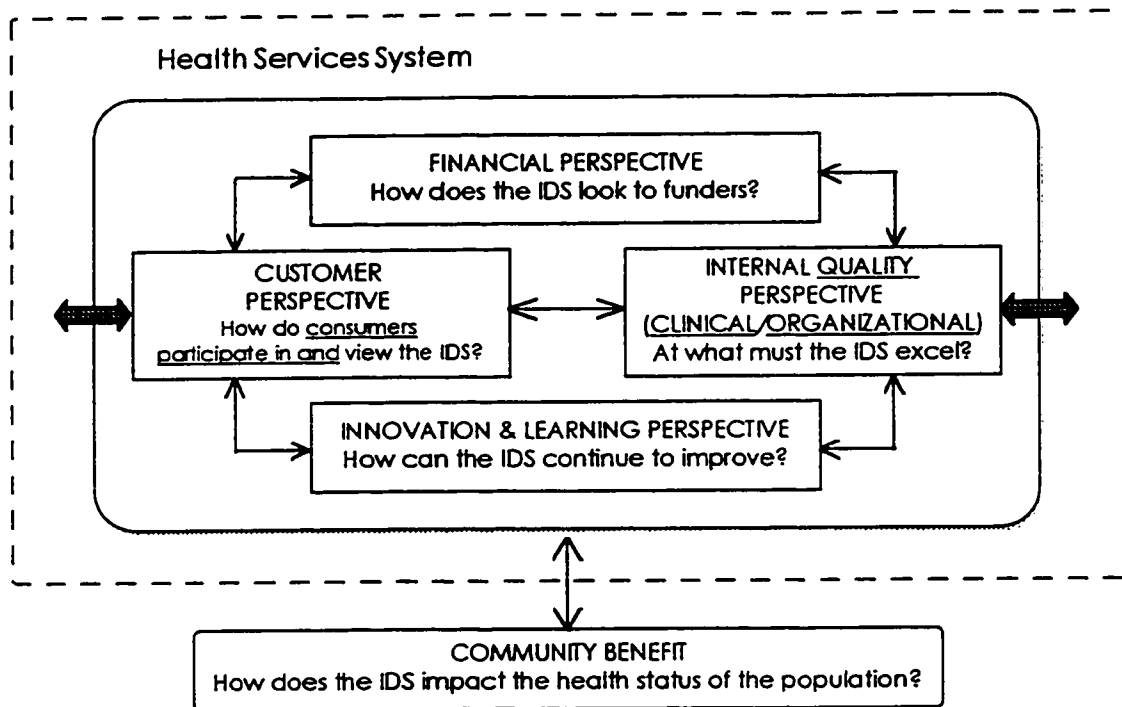 Health Services System
FINANCIAL PERSPECTIVE
How does the IDS look to funders?
CUSTOMER
PERSPECTIVE
How do consumers
participate in and view the IDS?
INTERNAL QUALITY
PERSPECTIVE
(CLINICAL/ORGANIZATIONAL)
At what must the IDS excel?
INNOVATION & LEARNING PERSPECTIVE
How can the IDS continue to improve?
COMMUNITY BENEFIT
How does the IDS impact the health status of the population?